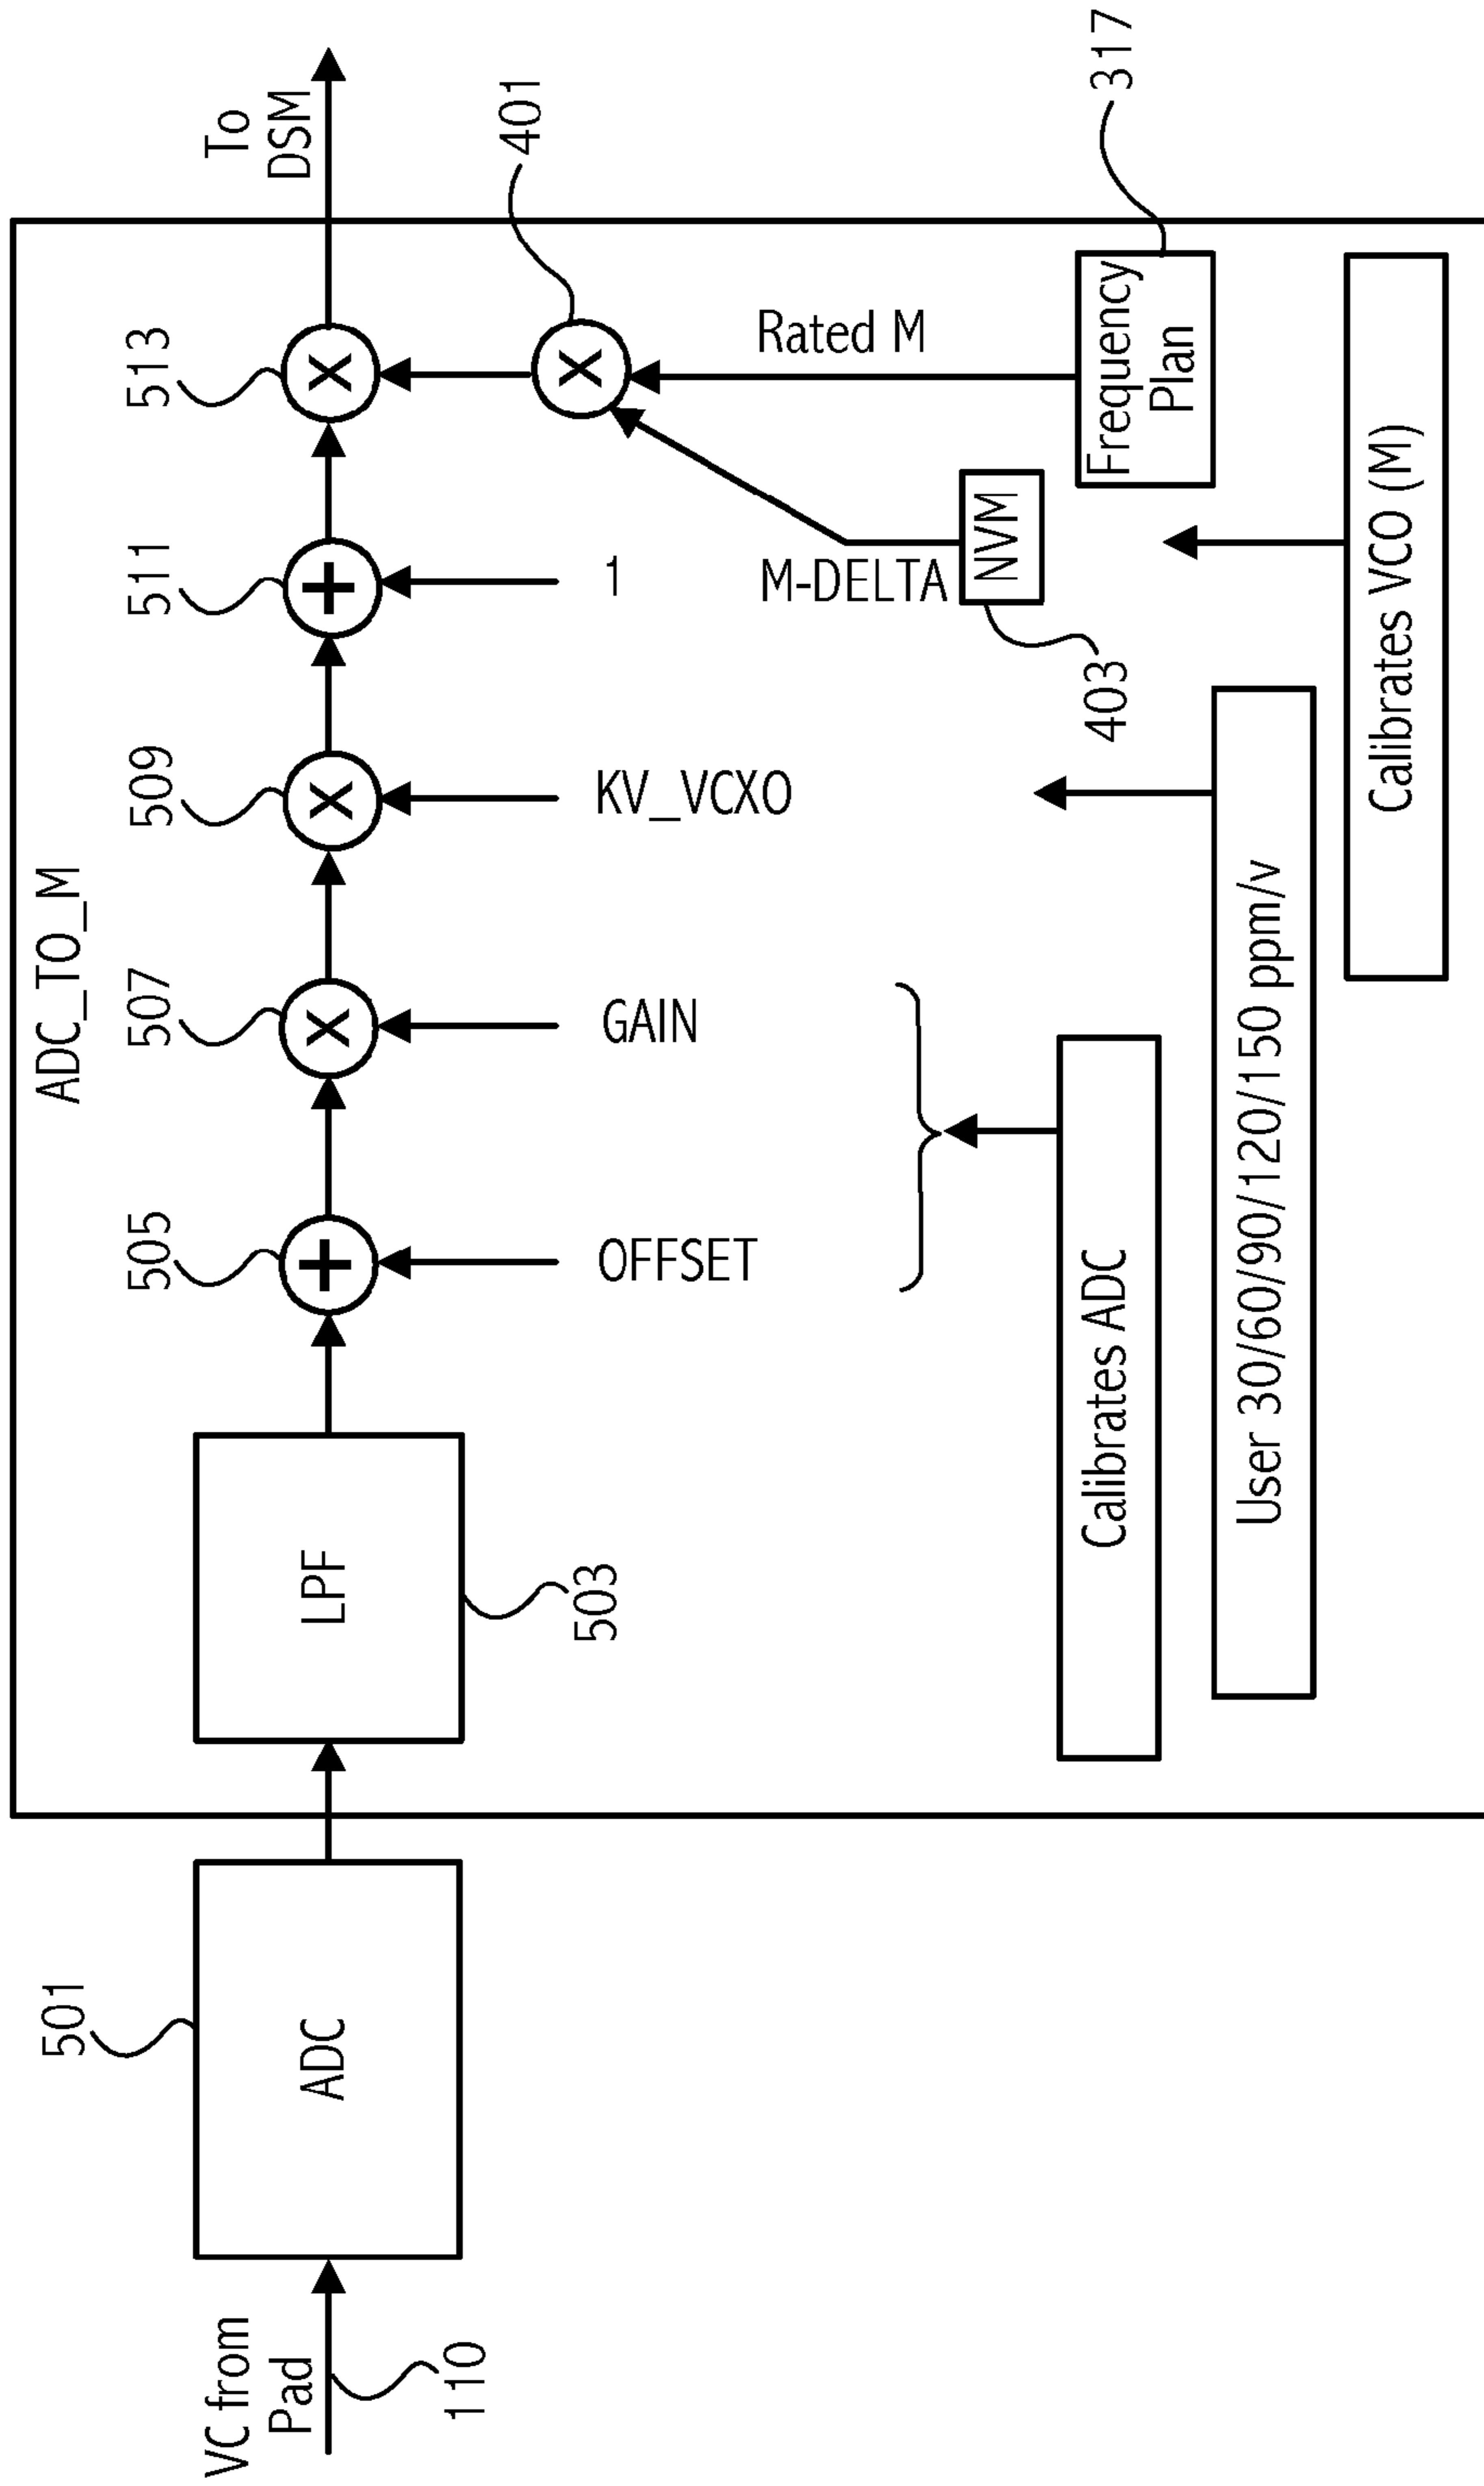 ADC_TO_M
VC from
Pad
110
501
ADC
LPF
503
505
507
509
511
513
To
DSM
OFFSET
GAIN
KV_VCXO
1
401
M-DELTA
Rated M
NVM
403
Frequency
Plan
317
Calibrates ADC
User 30/60/90/120/150 ppm/v
Calibrates VCO (M)